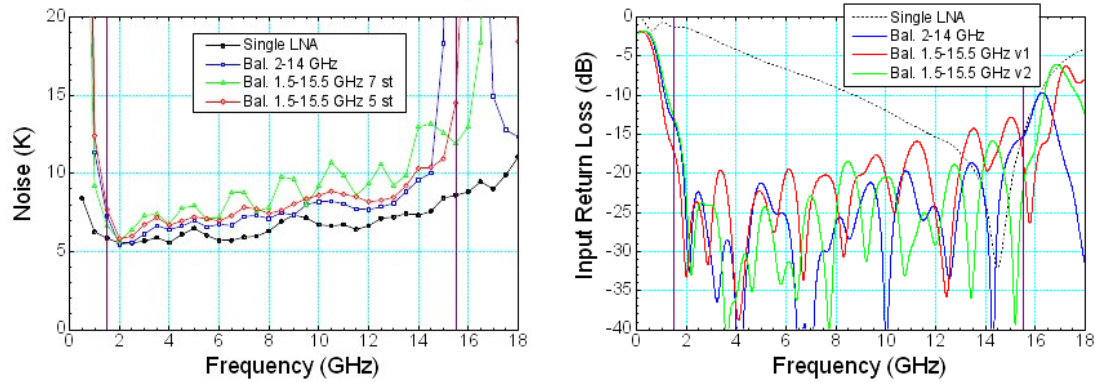 20
15
10
5
0
Noise (K)
Single LNA
Bal. 2-14 GHz
Bal. 1.5-15.5 GHz 7 st
Bal. 1.5-15.5 GHz 5 st
0 2 4 6 8 10 12 14 16 18
Frequency (GHz)
0
-5
-10
-15
-20
-25
-30
-35
-40
Input Return Loss (dB)
Single LNA
Bal. 2-14 GHz
Bal. 1.5-15.5 GHz v1
Bal. 1.5-15.5 GHz v2
0 2 4 6 8 10 12 14 16 18
Frequency (GHz)